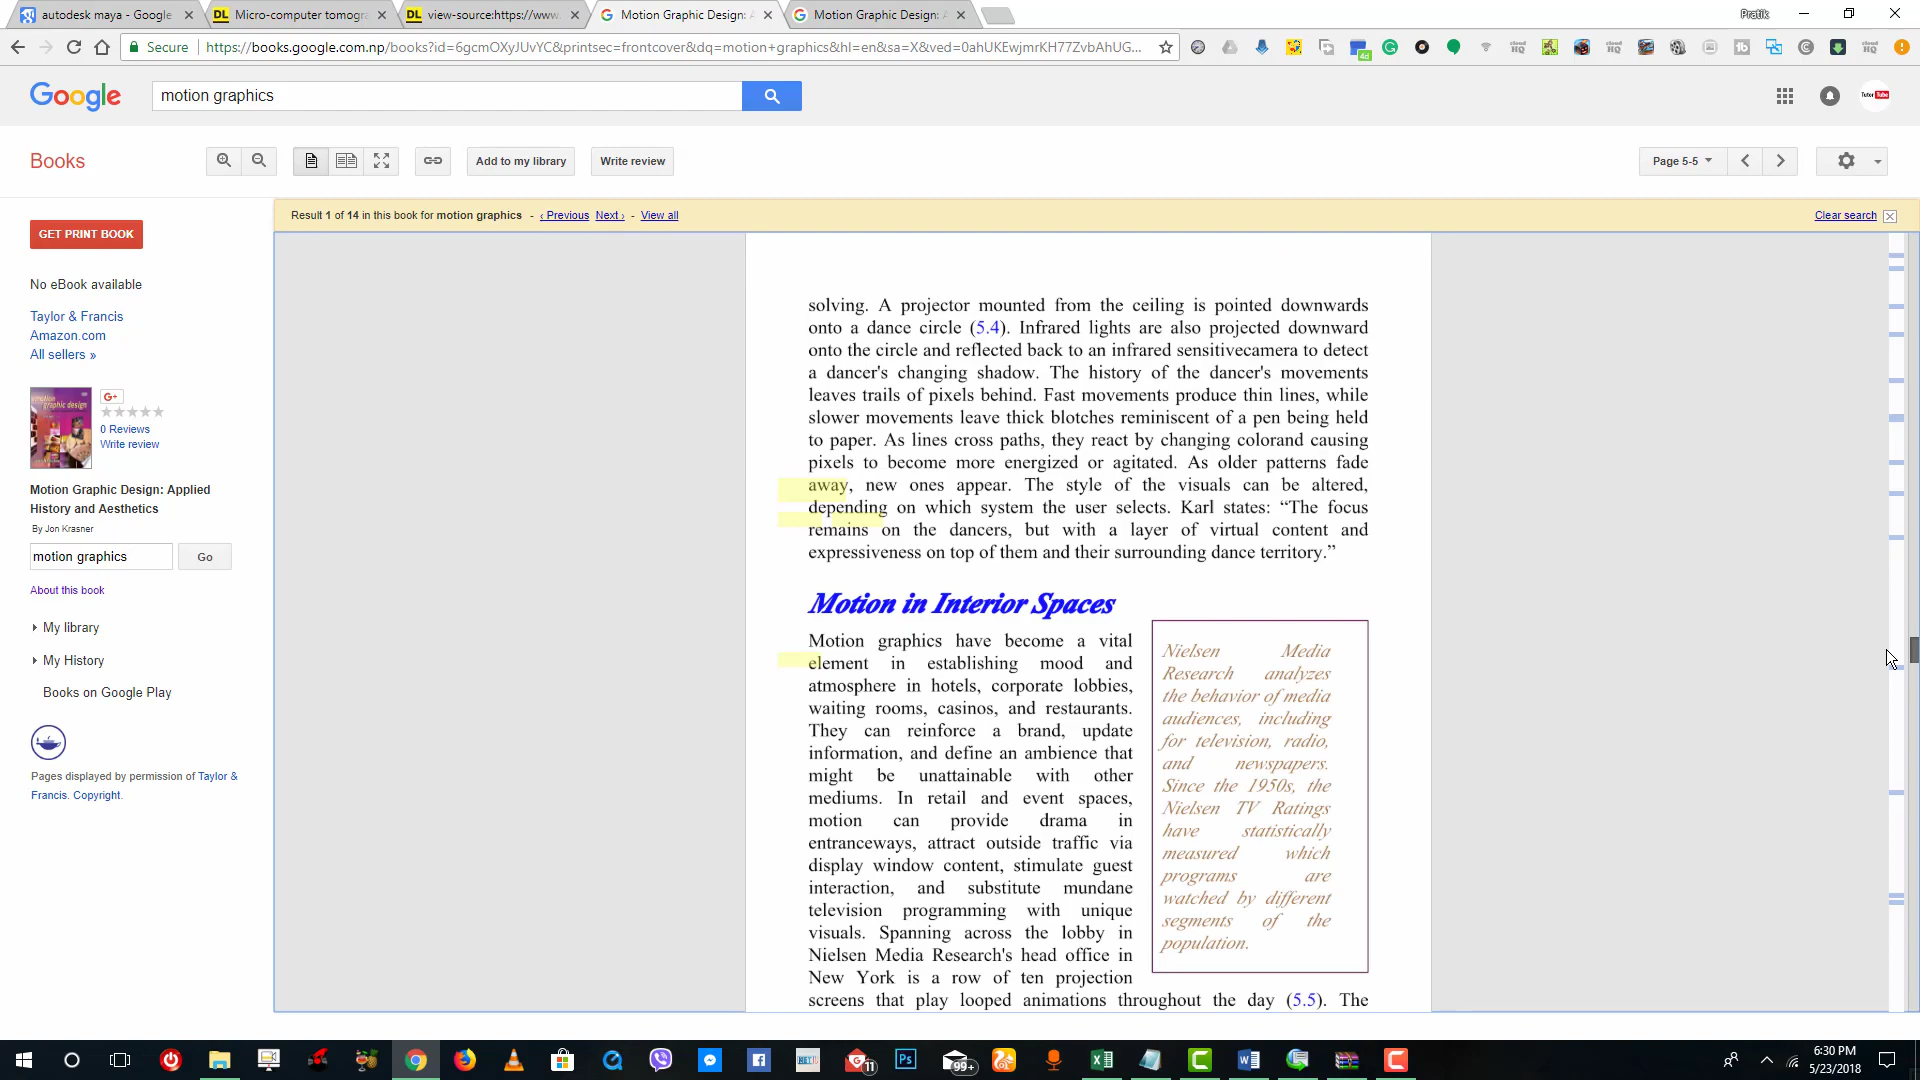 autodesk maya - Google
Micro-computer tomogra
view-source:https://www.
Motion Graphic Design: A
Motion Graphic Design: A
Pratik
Secure
https://books.google.com.np/books?id=6gcmOXyJUvYC&printsec=frontcover&dq=motion+graphics&hl=en&sa=X&ved=0ahUKEwjmrKH77ZvbAhUG...
Google
motion graphics
Books
Add to my library
Write review
Page 5-5
Result 1 of 14 in this book for motion graphics - ‹ Previous Next › - View all
Clear search
GET PRINT BOOK
No eBook available
Taylor & Francis
Amazon.com
All sellers »
G+
0 Reviews
Write review
Motion Graphic Design: Applied
History and Aesthetics
By Jon Krasner
motion graphics
Go
About this book
My library
My History
Books on Google Play
Pages displayed by permission of Taylor &
Francis. Copyright.
solving. A projector mounted from the ceiling is pointed downwards
onto a dance circle (5.4). Infrared lights are also projected downward
onto the circle and reflected back to an infrared sensitivecamera to detect
a dancer's changing shadow. The history of the dancer's movements
leaves trails of pixels behind. Fast movements produce thin lines, while
slower movements leave thick blotches reminiscent of a pen being held
to paper. As lines cross paths, they react by changing colorand causing
pixels to become more energized or agitated. As older patterns fade
away, new ones appear. The style of the visuals can be altered,
depending on which system the user selects. Karl states: “The focus
remains on the dancers, but with a layer of virtual content and
expressiveness on top of them and their surrounding dance territory.”
Motion in Interior Spaces
Motion graphics have become a vital
element in establishing mood and
atmosphere in hotels, corporate lobbies,
waiting rooms, casinos, and restaurants.
They can reinforce a brand, update
information, and define an ambience that
might be unattainable with other
mediums. In retail and event spaces,
motion can provide drama in
entranceways, attract outside traffic via
display window content, stimulate guest
interaction, and substitute mundane
television programming with unique
visuals. Spanning across the lobby in
Nielsen Media Research's head office in
New York is a row of ten projection
screens that play looped animations throughout the day (5.5). The
Nielsen Media
Research analyzes
the behavior of media
audiences, including
for television, radio,
and newspapers.
Since the 1950s, the
Nielsen TV Ratings
have statistically
measured which
programs are
watched by different
segments of the
population.
6:30 PM
5/23/2018